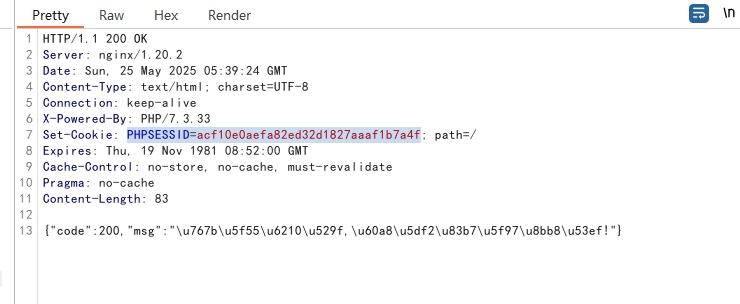 Pretty Raw Hex Render \n
1 HTTP/1.1 200 OK
2 Server: nginx/1.20.2
3 Date: Sun, 25 May 2025 05:39:24 GMT
4 Content-Type: text/html; charset=UTF-8
5 Connection: keep-alive
6 X-Powered-By: PHP/7.3.33
7 Set-Cookie: PHPSESSID=acf10e0aefa82ed32d1827aaaf1b7a4f; path=/
8 Expires: Thu, 19 Nov 1981 08:52:00 GMT
9 Cache-Control: no-store, no-cache, must-revalidate
10 Pragma: no-cache
11 Content-Length: 83
12
13 {"code":200,"msg":"\u767b\u5f55\u6210\u529f,\u60a8\u5df2\u83b7\u5f97\u8bb8\u53ef!"}